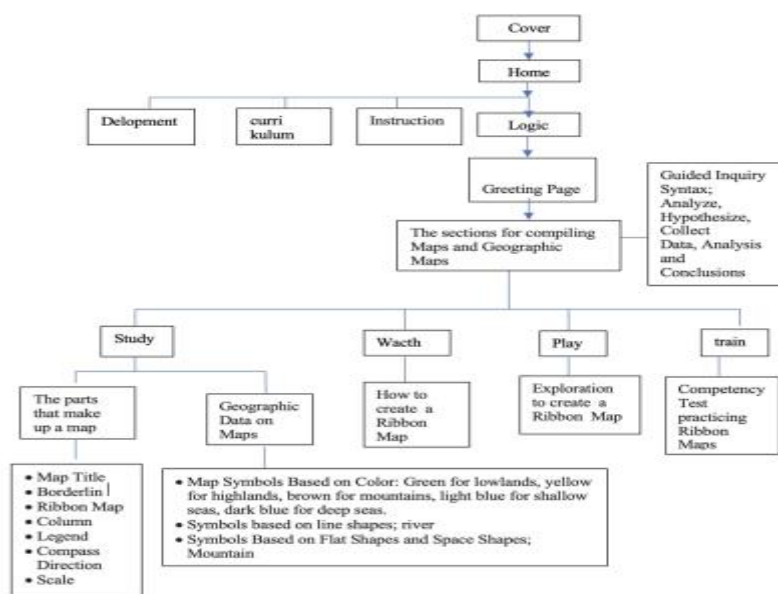 Cover
Home
Delopment
curri
kulum
Instruction
Logic
Greeting Page
The sections for compiling
Maps and Geographic
Maps
Guided Inquiry
Syntax;
Analyze,
Hypothesize,
Collect
Data, Analysis and
Conclusions
Study
Wacth
Play
train
The parts
that make
up a map
Geographic
Data on
Maps
How to
create a
Ribbon
Map
Exploration
to create a
Ribbon Map
Competency
Test
practicing
Ribbon
Maps
• Map Title
• Borderlin
• Ribbon Map
• Column
• Legend
• Compass
Direction
• Scale
• Map Symbols Based on Color: Green for lowlands, yellow
for highlands, brown for mountains, light blue for shallow
seas, dark blue for deep seas.
• Symbols based on line shapes; river
• Symbols Based on Flat Shapes and Space Shapes;
Mountain